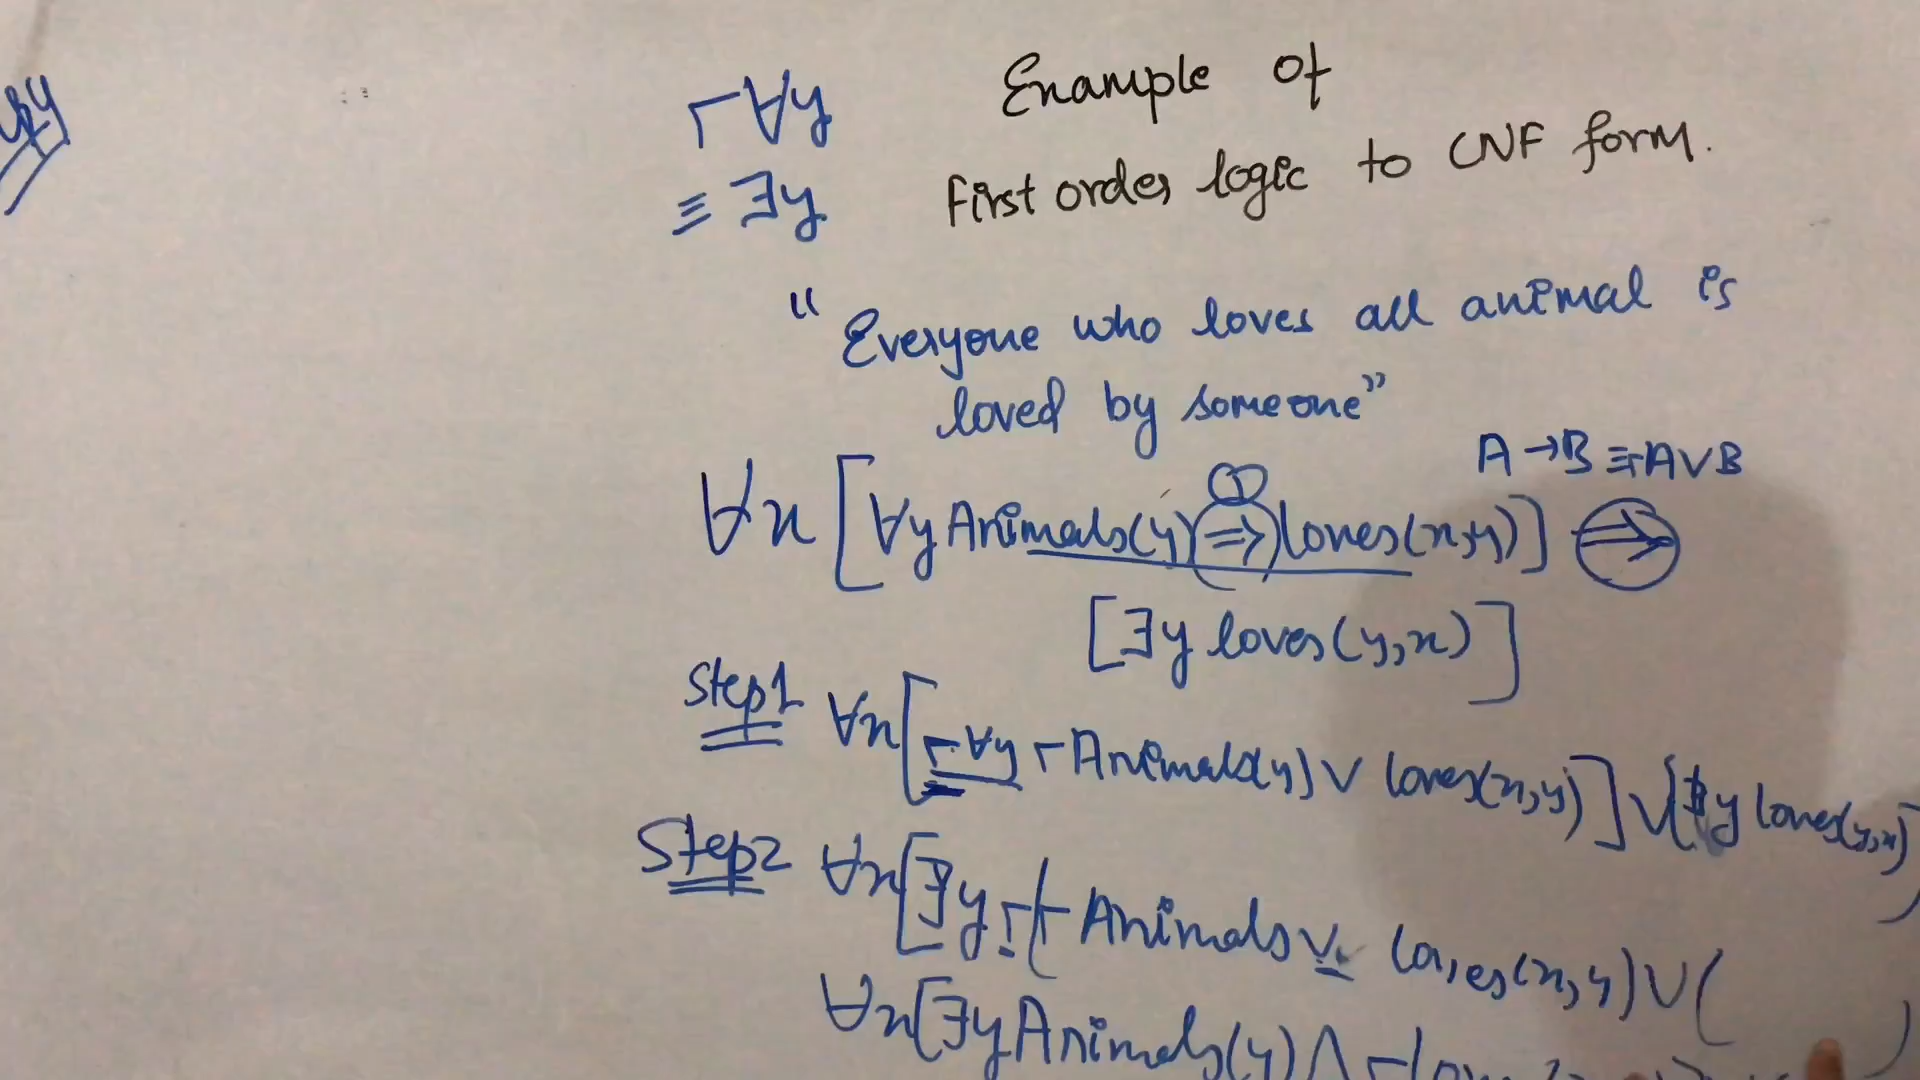 Example of
First order logic to CNF form.
¬∀y
≡ ∃y
"Everyone who loves all animal is
loved by someone"
A → B ≡ ¬A ∨ B
∀x [∀y Animals(y) ⇒ loves(x,y)] ⇒
[∃y loves(y,x)]
Step1 ∀x[¬∀y ¬Animals(y) ∨ loves(x,y)] ∨ [∃y loves(y,x)]
Step2 ∀x[∃y ¬(¬Animals ∨ loves(x,y) ∨ ( )
∀x[∃y Animals(y) ∧ ¬